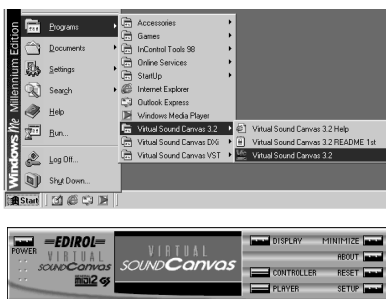 Windows Me Millennium Edition
Programs
Documents
Settings
Search
Help
Run...
Log Off...
Shut Down...
Start
Accessories
Games
InControl Tools 98
Online Services
StartUp
Internet Explorer
Outlook Express
Windows Media Player
Virtual Sound Canvas 3.2
Virtual Sound Canvas DXi
Virtual Sound Canvas VST
Virtual Sound Canvas 3.2 Help
Virtual Sound Canvas 3.2 README 1st
Virtual Sound Canvas 3.2
POWER
EDIROL
VIRTUAL
SOUND Canvas
VIRTUAL
SOUND Canvas
DISPLAY
MINIMIZE
ABOUT
CONTROLLER
RESET
PLAYER
SETUP